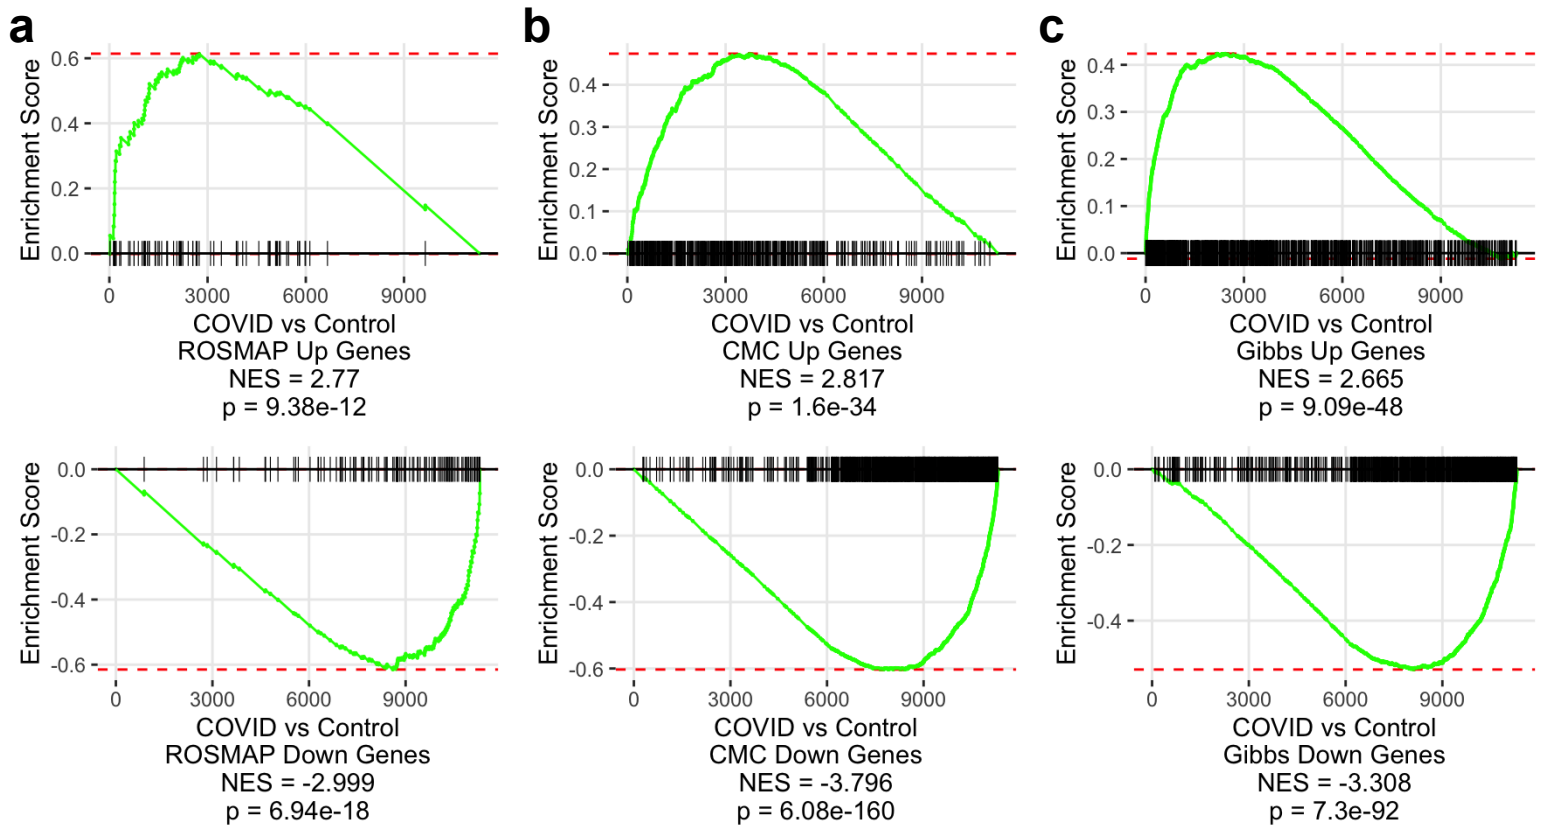 a
Enrichment Score
0.6
0.4
0.2
0.0
0 3000 6000 9000
COVID vs Control
ROSMAP Up Genes
NES = 2.77
p = 9.38e-12
b
Enrichment Score
0.4
0.3
0.2
0.1
0.0
0 3000 6000 9000
COVID vs Control
CMC Up Genes
NES = 2.817
p = 1.6e-34
c
Enrichment Score
0.4
0.3
0.2
0.1
0.0
0 3000 6000 9000
COVID vs Control
Gibbs Up Genes
NES = 2.665
p = 9.09e-48
Enrichment Score
0.0
-0.2
-0.4
-0.6
0 3000 6000 9000
COVID vs Control
ROSMAP Down Genes
NES = -2.999
p = 6.94e-18
Enrichment Score
0.0
-0.2
-0.4
-0.6
0 3000 6000 9000
COVID vs Control
CMC Down Genes
NES = -3.796
p = 6.08e-160
Enrichment Score
0.0
-0.2
-0.4
0 3000 6000 9000
COVID vs Control
Gibbs Down Genes
NES = -3.308
p = 7.3e-92